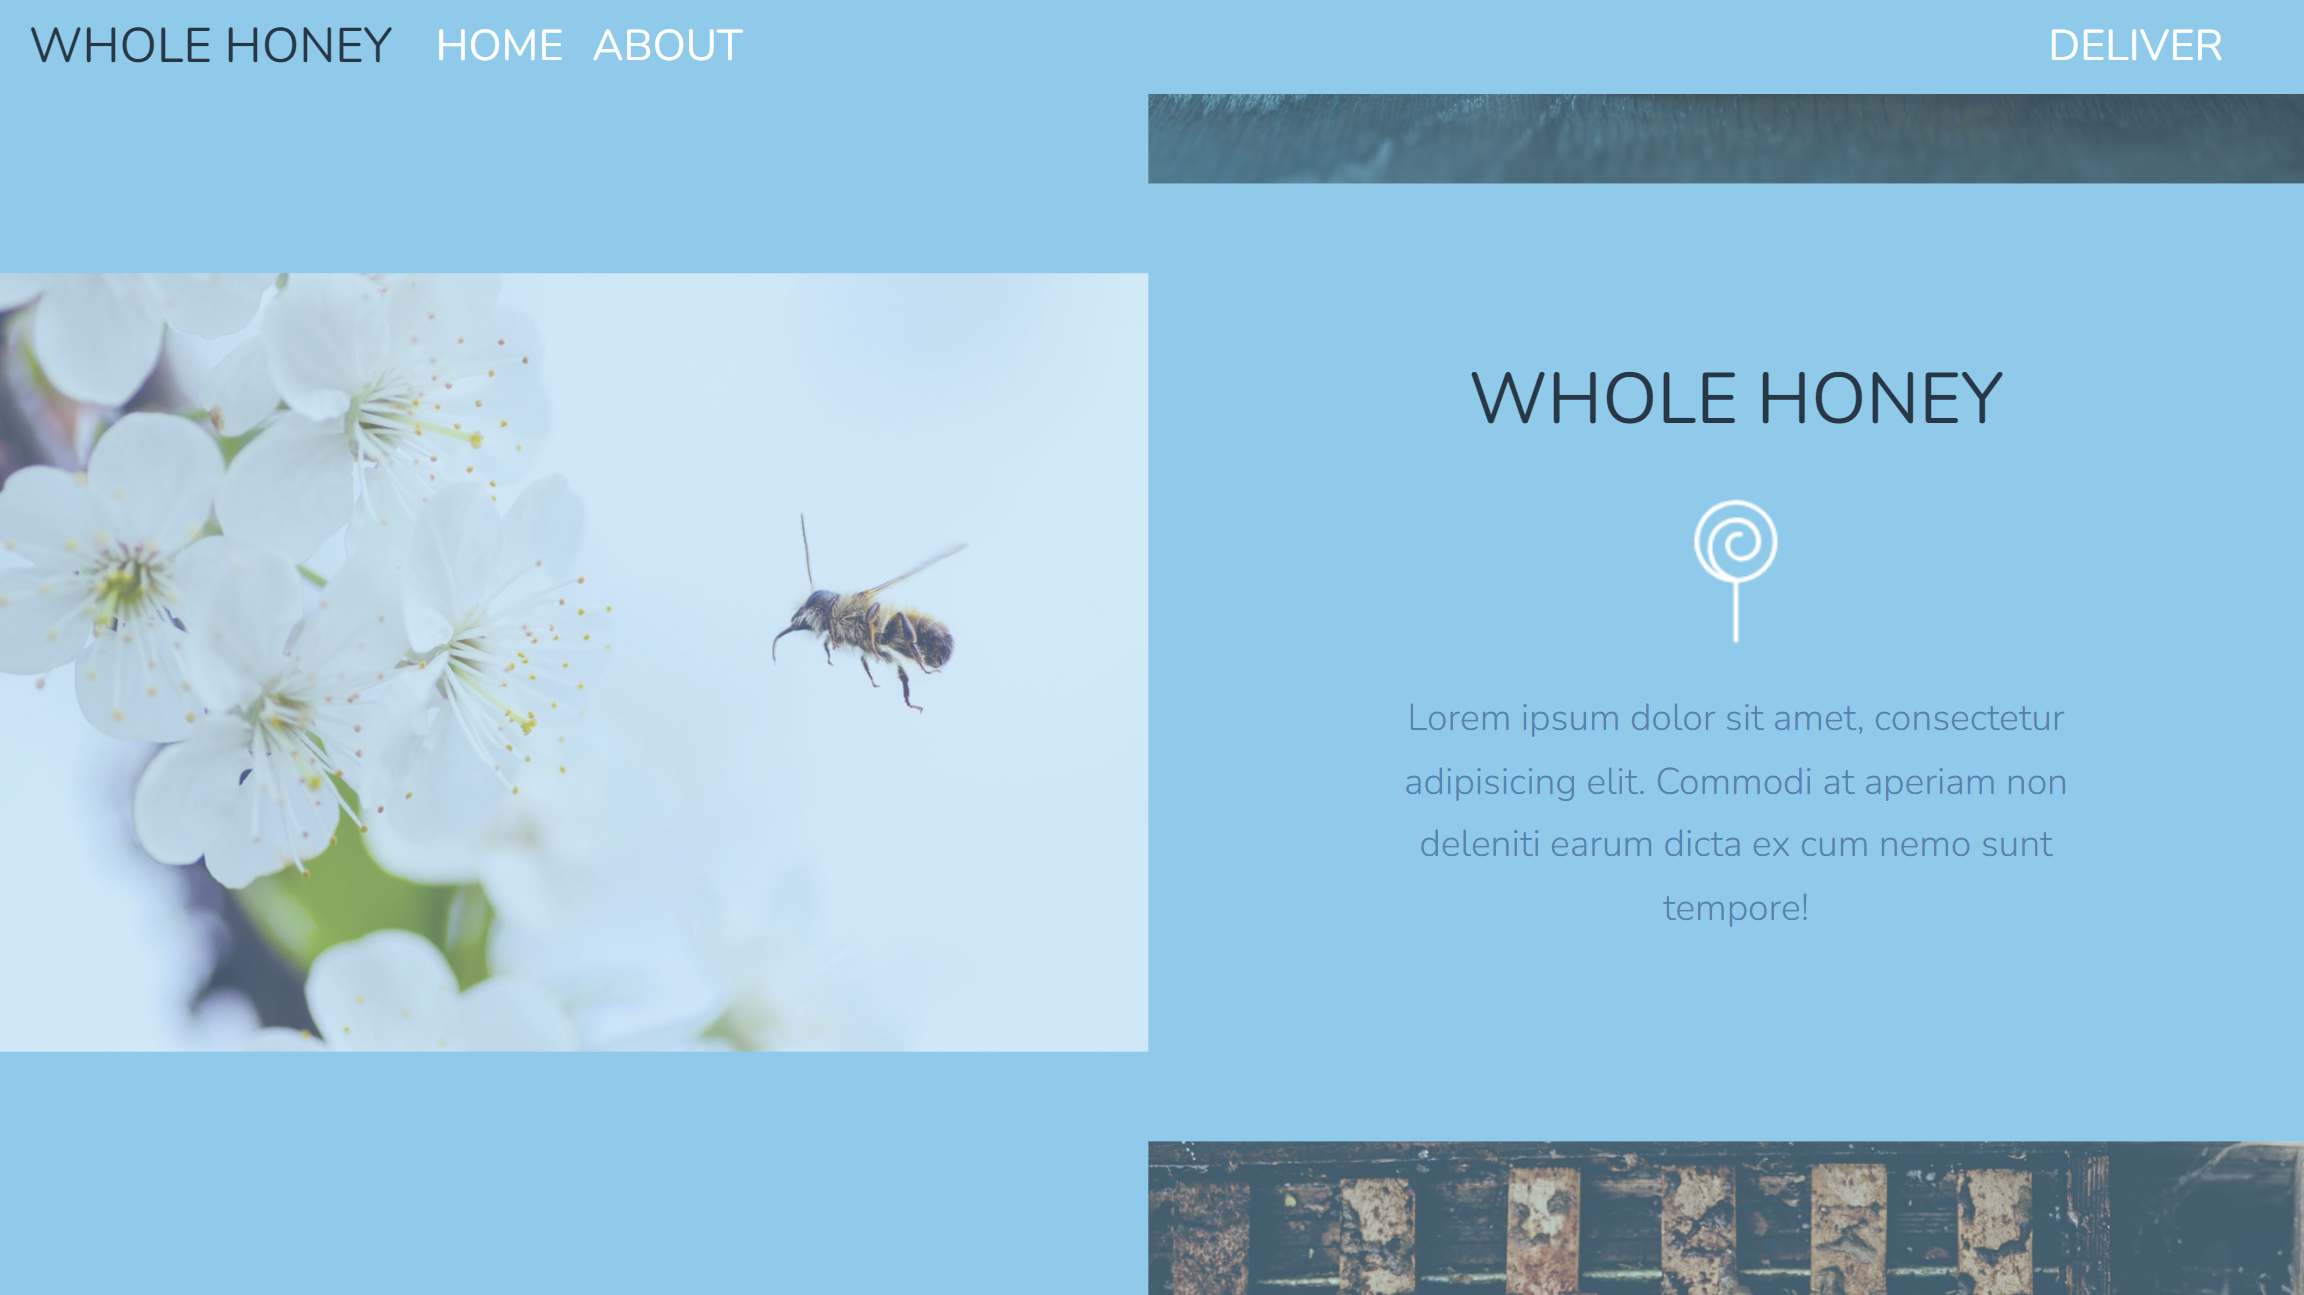 WHOLE HONEY HOME ABOUT DELIVER
WHOLE HONEY
Lorem ipsum dolor sit amet, consectetur
adipisicing elit. Commodi at aperiam non
deleniti earum dicta ex cum nemo sunt
tempore!